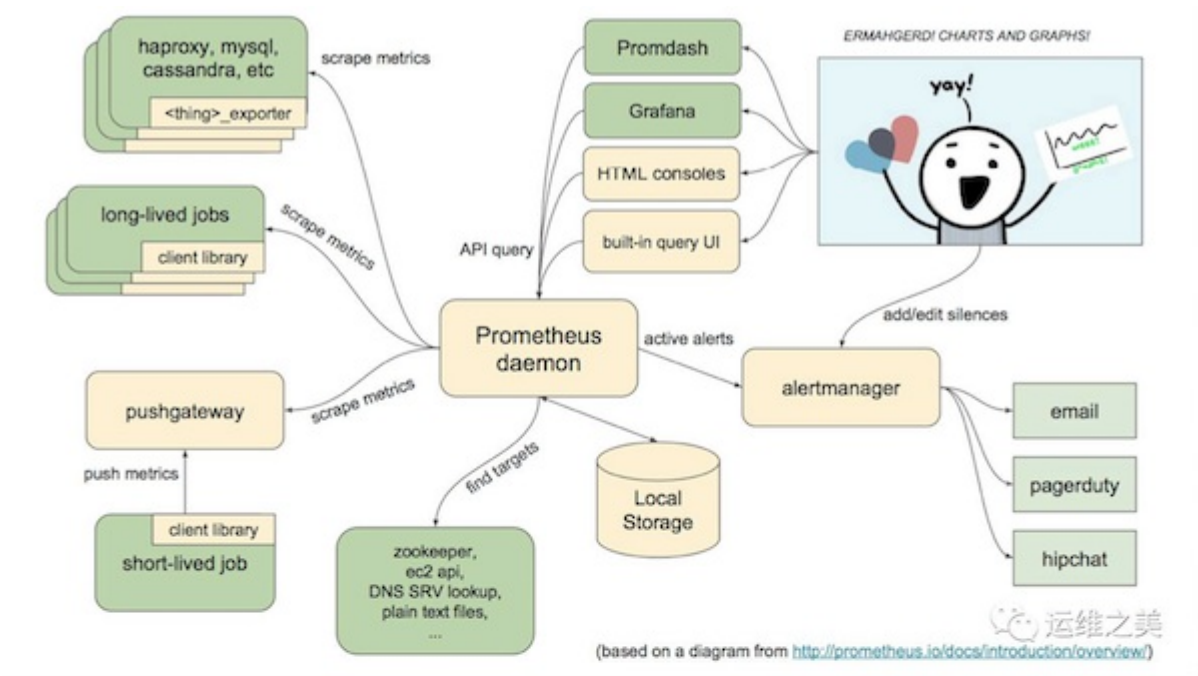 haproxy, mysql,
cassandra, etc
<thing>_exporter
scrape metrics
long-lived jobs
client library
scrape metrics
pushgateway
scrape metrics
push metrics
client library
short-lived job
Promdash
Grafana
HTML consoles
built-in query UI
API query
ERMAHGERD! CHARTS AND GRAPHS!
yay!
Prometheus
daemon
active alerts
add/edit silences
alertmanager
email
pagerduty
hipchat
find targets
Local
Storage
zookeeper,
ec2 api,
DNS SRV lookup,
plain text files,
...
运维之美
(based on a diagram from http://prometheus.io/docs/introduction/overview/)